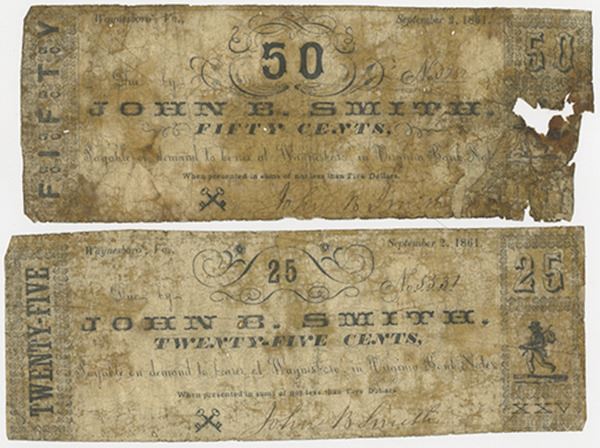 Waynesboro', Va., September 2, 1861.
FIFTY
50
50
Due by No.
JOHN B. SMITH.
FIFTY CENTS,
Payable on demand to bearer at Waynesboro, in Virginia Bank Notes
When presented in sums of not less than Five Dollars.
John B Smith
Waynesboro', Va., September 2, 1861.
TWENTY-FIVE
25
25
Due by No.
JOHN B. SMITH.
TWENTY-FIVE CENTS,
Payable on demand to bearer at Waynesboro, in Virginia Bank Notes
When presented in sums of not less than Five Dollars
John B Smith
XXV